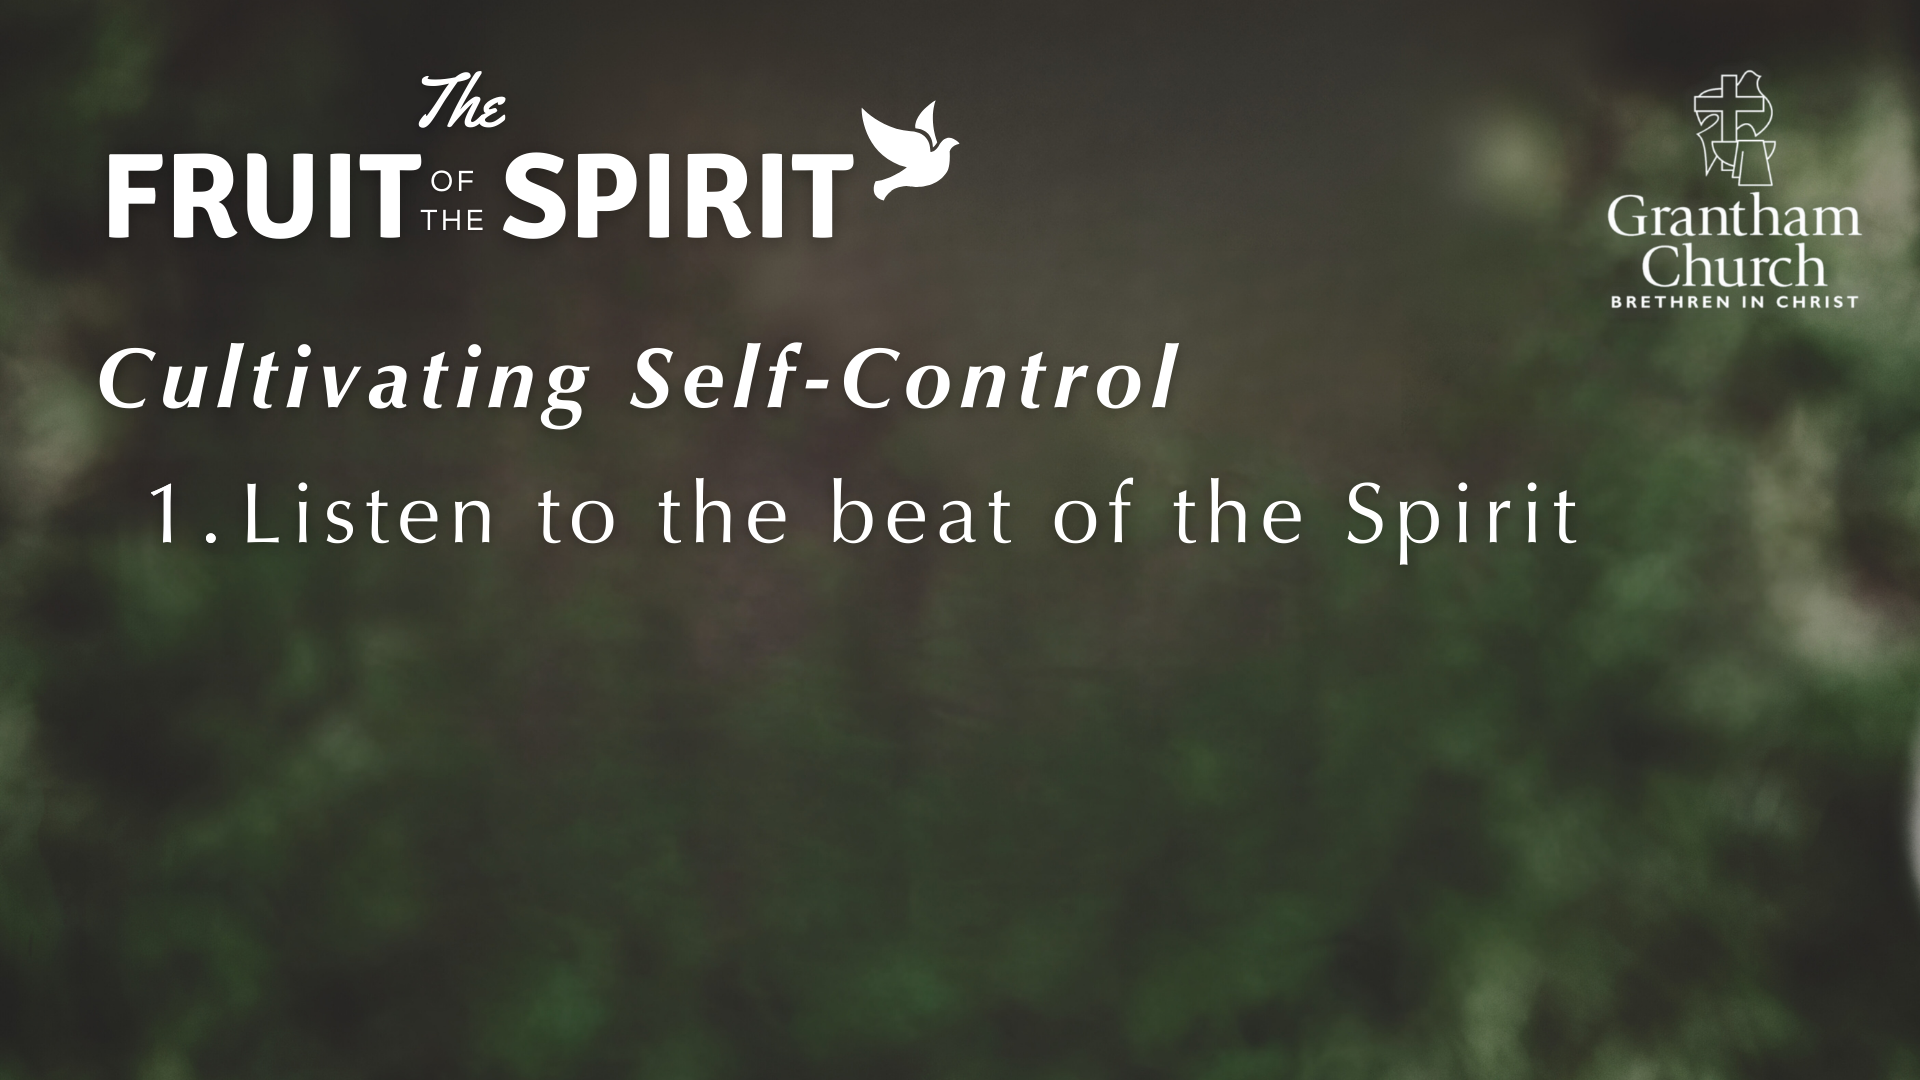 The
FRUIT OF THE SPIRIT
Grantham
Church
BRETHREN IN CHRIST
Cultivating Self-Control
1. Listen to the beat of the Spirit